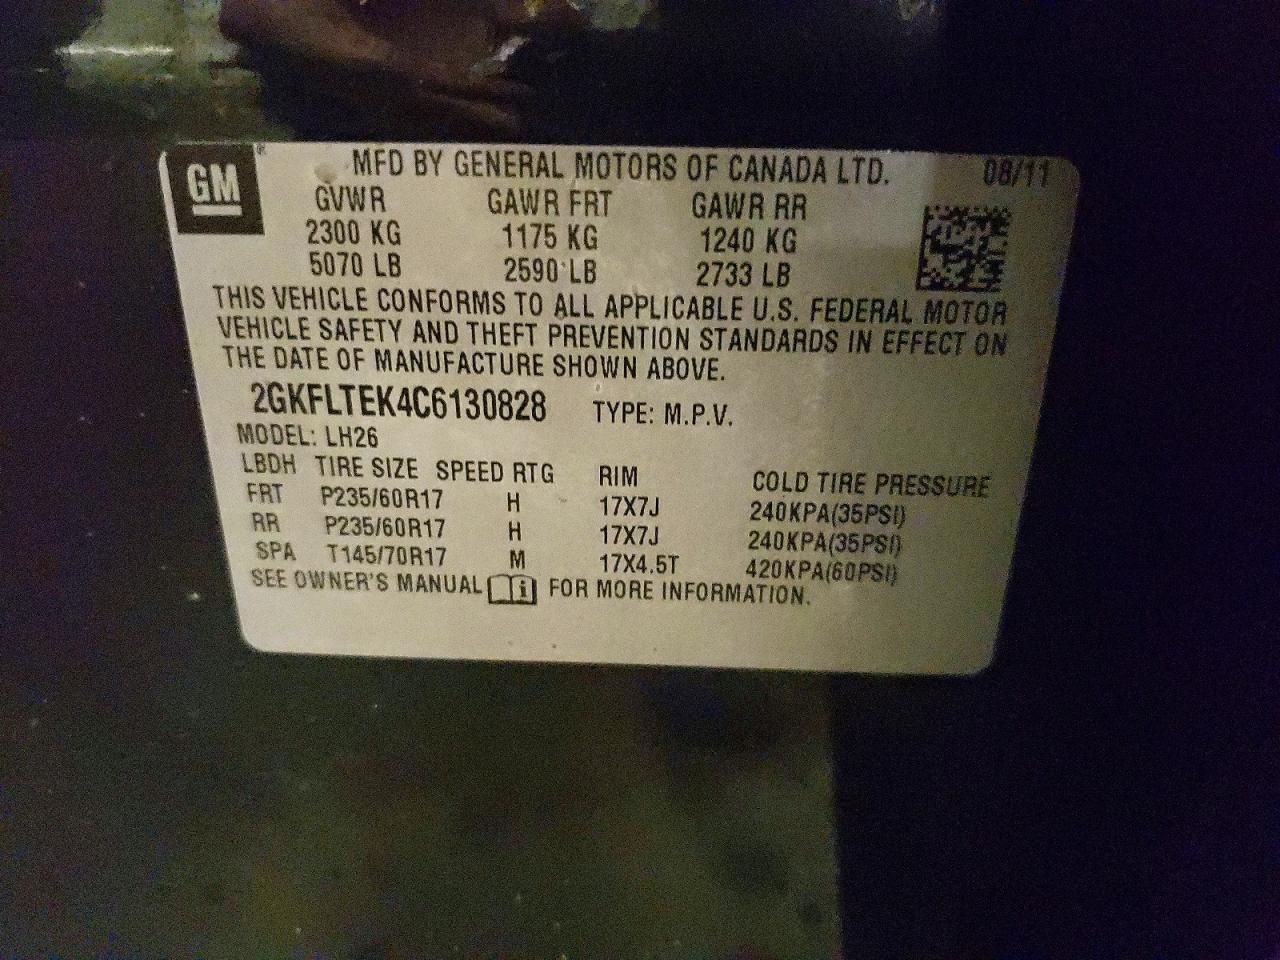 GM MFD BY GENERAL MOTORS OF CANADA LTD. 08/11
GVWR GAWR FRT GAWR RR
2300 KG 1175 KG 1240 KG
5070 LB 2590 LB 2733 LB
THIS VEHICLE CONFORMS TO ALL APPLICABLE U.S. FEDERAL MOTOR
VEHICLE SAFETY AND THEFT PREVENTION STANDARDS IN EFFECT ON
THE DATE OF MANUFACTURE SHOWN ABOVE.
2GKFLTEK4C6130828 TYPE: M.P.V.
MODEL: LH26
LBDH TIRE SIZE SPEED RTG RIM COLD TIRE PRESSURE
FRT P235/60R17 H 17X7J 240KPA(35PSI)
RR P235/60R17 H 17X7J 240KPA(35PSI)
SPA T145/70R17 M 17X4.5T 420KPA(60PSI)
SEE OWNER'S MANUAL i FOR MORE INFORMATION.